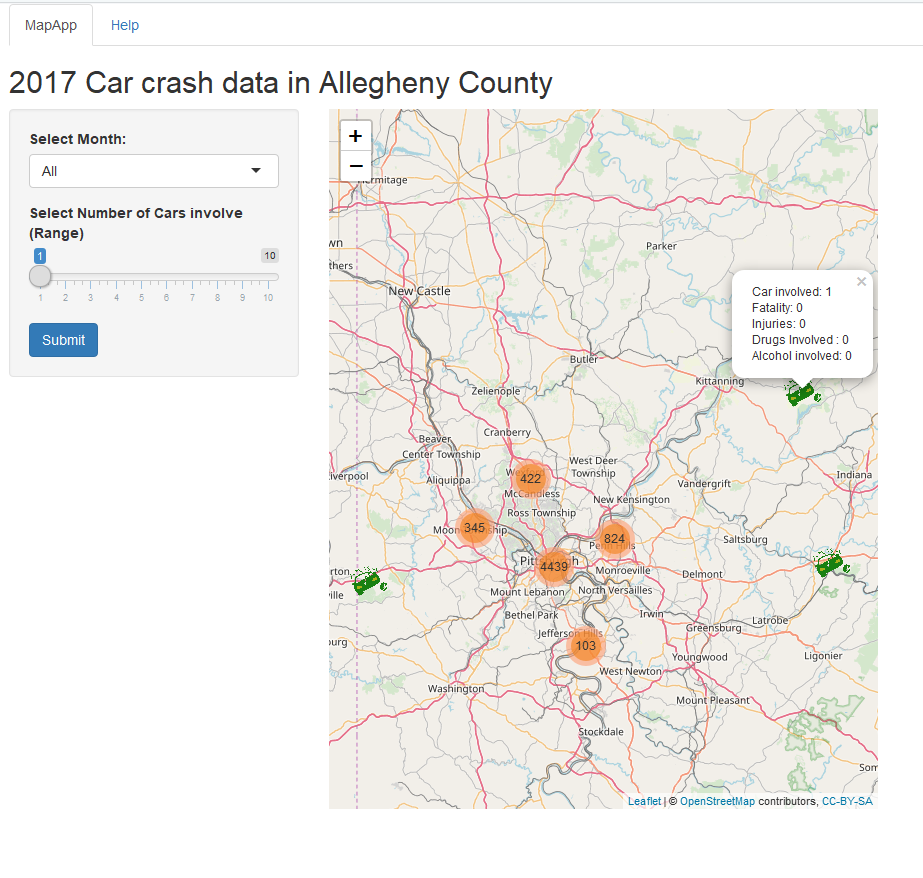 MapApp
Help
2017 Car crash data in Allegheny County
Select Month:
All
Select Number of Cars involve
(Range)
1
10
1 2 3 4 5 6 7 8 9 10
Submit
+
−
Hermitage
Parker
New Castle
Car involved: 1
Fatality: 0
Injuries: 0
Drugs Involved : 0
Alcohol involved: 0
×
Butler
Kittanning
Zelienople
Cranberry
Beaver
Center Township
West Deer
Township
Indiana
Aliquippa
422
McCandless
Vandergrift
New Kensington
Ross Township
345
824
Penn Hills
Saltsburg
Pittsburgh
4439
Monroeville
Delmont
Mount Lebanon
North Versailles
Bethel Park
Irwin
Latrobe
Greensburg
Jefferson Hills
103
Youngwood
Ligonier
West Newton
Washington
Mount Pleasant
Stockdale
Som
Leaflet | © OpenStreetMap contributors, CC-BY-SA